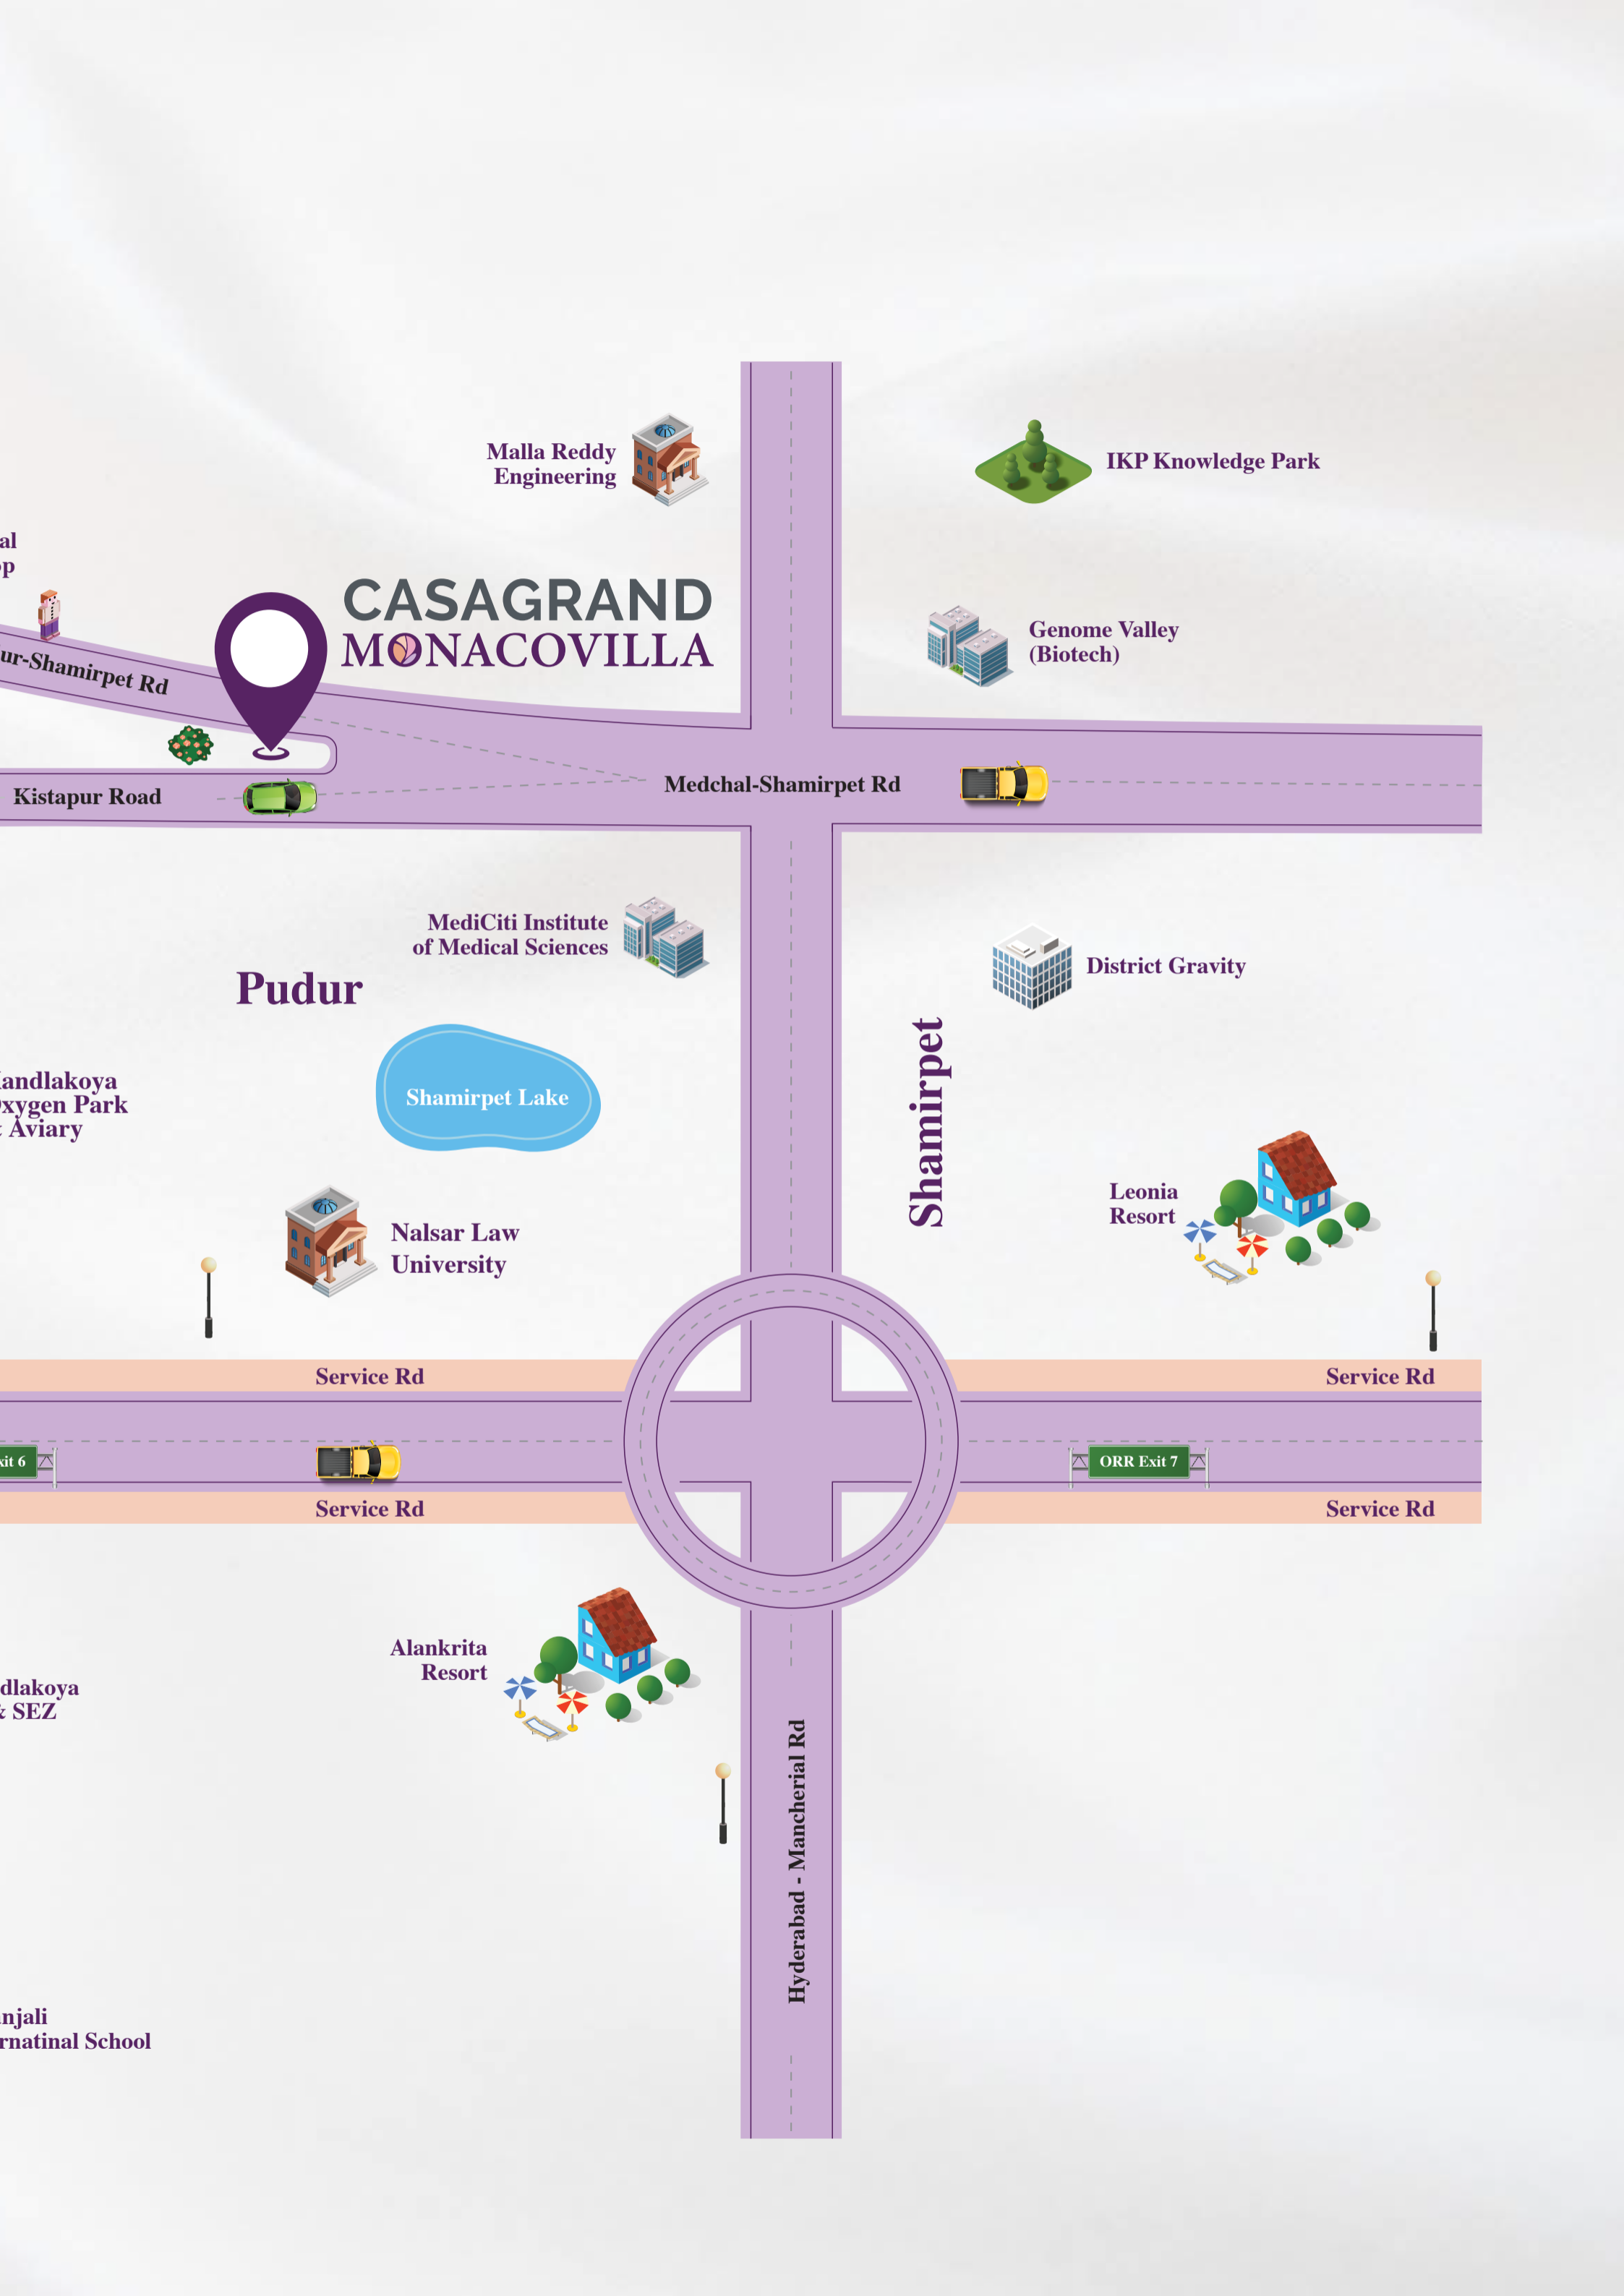 Malla Reddy
Engineering
IKP Knowledge Park
CASAGRAND
MONACOVILLA
Genome Valley
(Biotech)
ur-Shamirpet Rd
Kistapur Road
Medchal-Shamirpet Rd
MediCiti Institute
of Medical Sciences
District Gravity
Pudur
Shamirpet
andlakoya
Oxygen Park
Aviary
Shamirpet Lake
Leonia
Resort
Nalsar Law
University
Service Rd
Service Rd
xit 6
ORR Exit 7
Service Rd
Service Rd
Alankrita
Resort
dlakoya
& SEZ
Hyderabad - Mancherial Rd
njali
rnatinal School